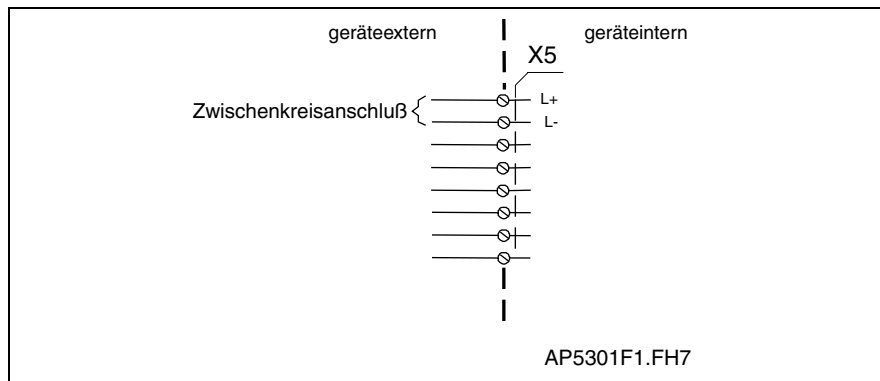 geräteextern geräteintern
X5
L+
Zwischenkreisanschluß
L-
AP5301F1.FH7